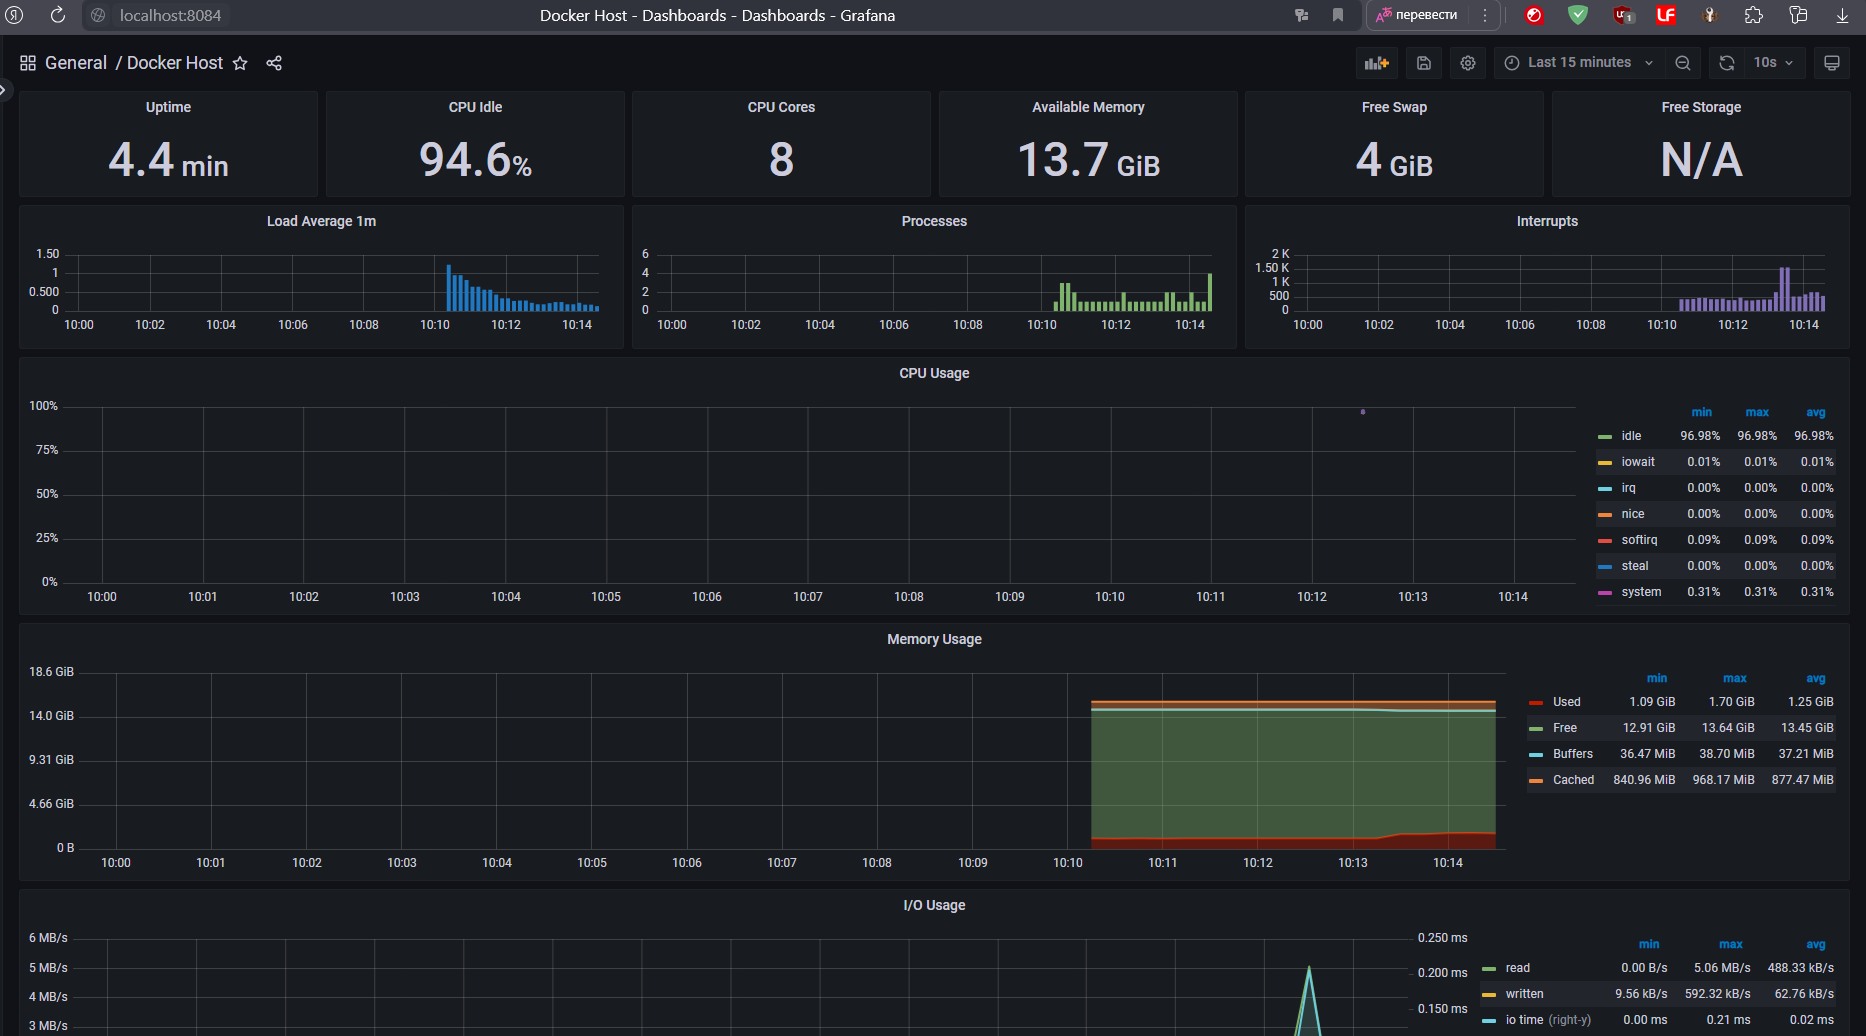 localhost:8084
Docker Host - Dashboards - Dashboards - Grafana
перевести
1
LF
General / Docker Host
Last 15 minutes
10s
Uptime
4.4 min
CPU Idle
94.6%
CPU Cores
8
Available Memory
13.7 GiB
Free Swap
4 GiB
Free Storage
N/A
Load Average 1m
1.50
1
0.500
0
10:00 10:02 10:04 10:06 10:08 10:10 10:12 10:14
Processes
6
4
2
0
10:00 10:02 10:04 10:06 10:08 10:10 10:12 10:14
Interrupts
2 K
1.50 K
1 K
500
0
10:00 10:02 10:04 10:06 10:08 10:10 10:12 10:14
CPU Usage
100%
75%
50%
25%
0%
10:00 10:01 10:02 10:03 10:04 10:05 10:06 10:07 10:08 10:09 10:10 10:11 10:12 10:13 10:14
min max avg
idle 96.98% 96.98% 96.98%
iowait 0.01% 0.01% 0.01%
irq 0.00% 0.00% 0.00%
nice 0.00% 0.00% 0.00%
softirq 0.09% 0.09% 0.09%
steal 0.00% 0.00% 0.00%
system 0.31% 0.31% 0.31%
Memory Usage
18.6 GiB
14.0 GiB
9.31 GiB
4.66 GiB
0 B
10:00 10:01 10:02 10:03 10:04 10:05 10:06 10:07 10:08 10:09 10:10 10:11 10:12 10:13 10:14
min max avg
Used 1.09 GiB 1.70 GiB 1.25 GiB
Free 12.91 GiB 13.64 GiB 13.45 GiB
Buffers 36.47 MiB 38.70 MiB 37.21 MiB
Cached 840.96 MiB 968.17 MiB 877.47 MiB
I/O Usage
6 MB/s
5 MB/s
4 MB/s
3 MB/s
0.250 ms
0.200 ms
0.150 ms
min max avg
read 0.00 B/s 5.06 MB/s 488.33 kB/s
written 9.56 kB/s 592.32 kB/s 62.76 kB/s
io time (right-y) 0.00 ms 0.21 ms 0.02 ms